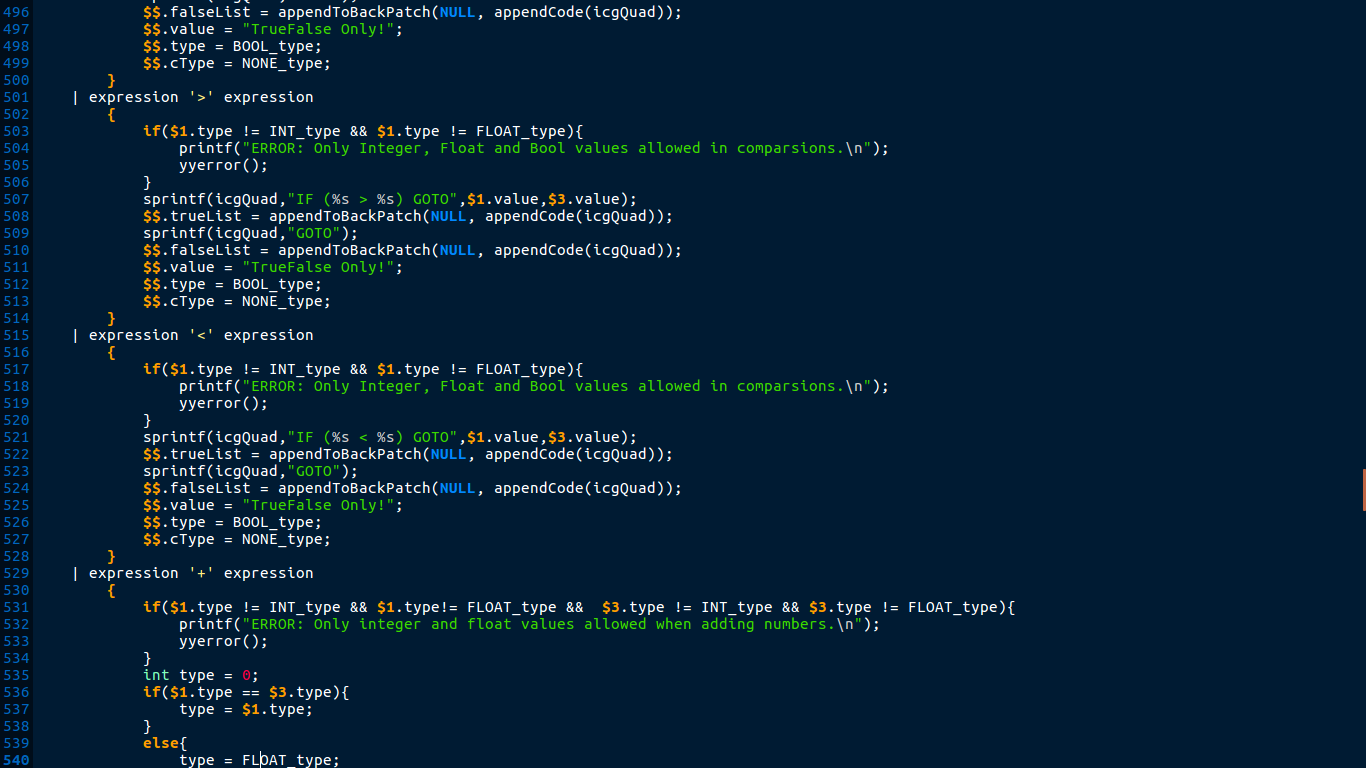 496 $$.falseList = appendToBackPatch(NULL, appendCode(icgQuad));
497 $$.value = "TrueFalse Only!";
498 $$.type = BOOL_type;
499 $$.cType = NONE_type;
500 }
501 | expression '>' expression
502 {
503 if($1.type != INT_type && $1.type != FLOAT_type){
504 printf("ERROR: Only Integer, Float and Bool values allowed in comparsions.\n");
505 yyerror();
506 }
507 sprintf(icgQuad,"IF (%s > %s) GOTO",$1.value,$3.value);
508 $$.trueList = appendToBackPatch(NULL, appendCode(icgQuad));
509 sprintf(icgQuad,"GOTO");
510 $$.falseList = appendToBackPatch(NULL, appendCode(icgQuad));
511 $$.value = "TrueFalse Only!";
512 $$.type = BOOL_type;
513 $$.cType = NONE_type;
514 }
515 | expression '<' expression
516 {
517 if($1.type != INT_type && $1.type != FLOAT_type){
518 printf("ERROR: Only Integer, Float and Bool values allowed in comparsions.\n");
519 yyerror();
520 }
521 sprintf(icgQuad,"IF (%s < %s) GOTO",$1.value,$3.value);
522 $$.trueList = appendToBackPatch(NULL, appendCode(icgQuad));
523 sprintf(icgQuad,"GOTO");
524 $$.falseList = appendToBackPatch(NULL, appendCode(icgQuad));
525 $$.value = "TrueFalse Only!";
526 $$.type = BOOL_type;
527 $$.cType = NONE_type;
528 }
529 | expression '+' expression
530 {
531 if($1.type != INT_type && $1.type!= FLOAT_type &&  $3.type != INT_type && $3.type != FLOAT_type){
532 printf("ERROR: Only integer and float values allowed when adding numbers.\n");
533 yyerror();
534 }
535 int type = 0;
536 if($1.type == $3.type){
537 type = $1.type;
538 }
539 else{
540 type = FLOAT_type;